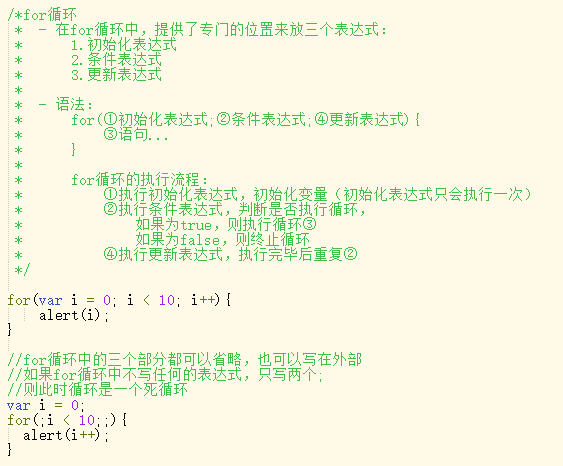 /*for循环
 *  - 在for循环中，提供了专门的位置来放三个表达式：
 *      1.初始化表达式
 *      2.条件表达式
 *      3.更新表达式
 *
 *  - 语法：
 *      for(①初始化表达式;②条件表达式;④更新表达式){
 *          ③语句...
 *      }
 *
 *      for循环的执行流程：
 *          ①执行初始化表达式，初始化变量（初始化表达式只会执行一次）
 *          ②执行条件表达式，判断是否执行循环，
 *              如果为true，则执行循环③
 *              如果为false，则终止循环
 *          ④执行更新表达式，执行完毕后重复②
 */
for(var i = 0; i < 10; i++){
    alert(i);
}
//for循环中的三个部分都可以省略，也可以写在外部
//如果for循环中不写任何的表达式，只写两个;
//则此时循环是一个死循环
var i = 0;
for(;i < 10;;){
  alert(i++);
}